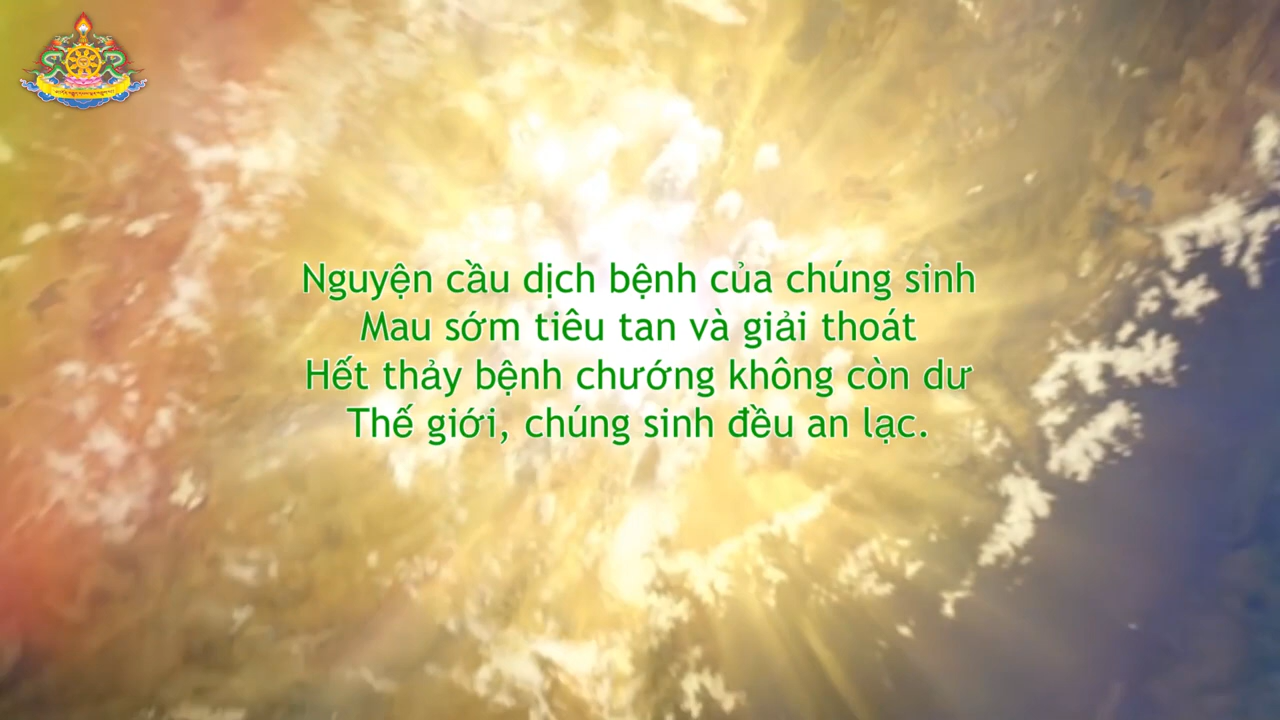 Nguyện cầu dịch bệnh của chúng sinh
Mau sớm tiêu tan và giải thoát
Hết thảy bệnh chướng không còn dư
Thế giới, chúng sinh đều an lạc.